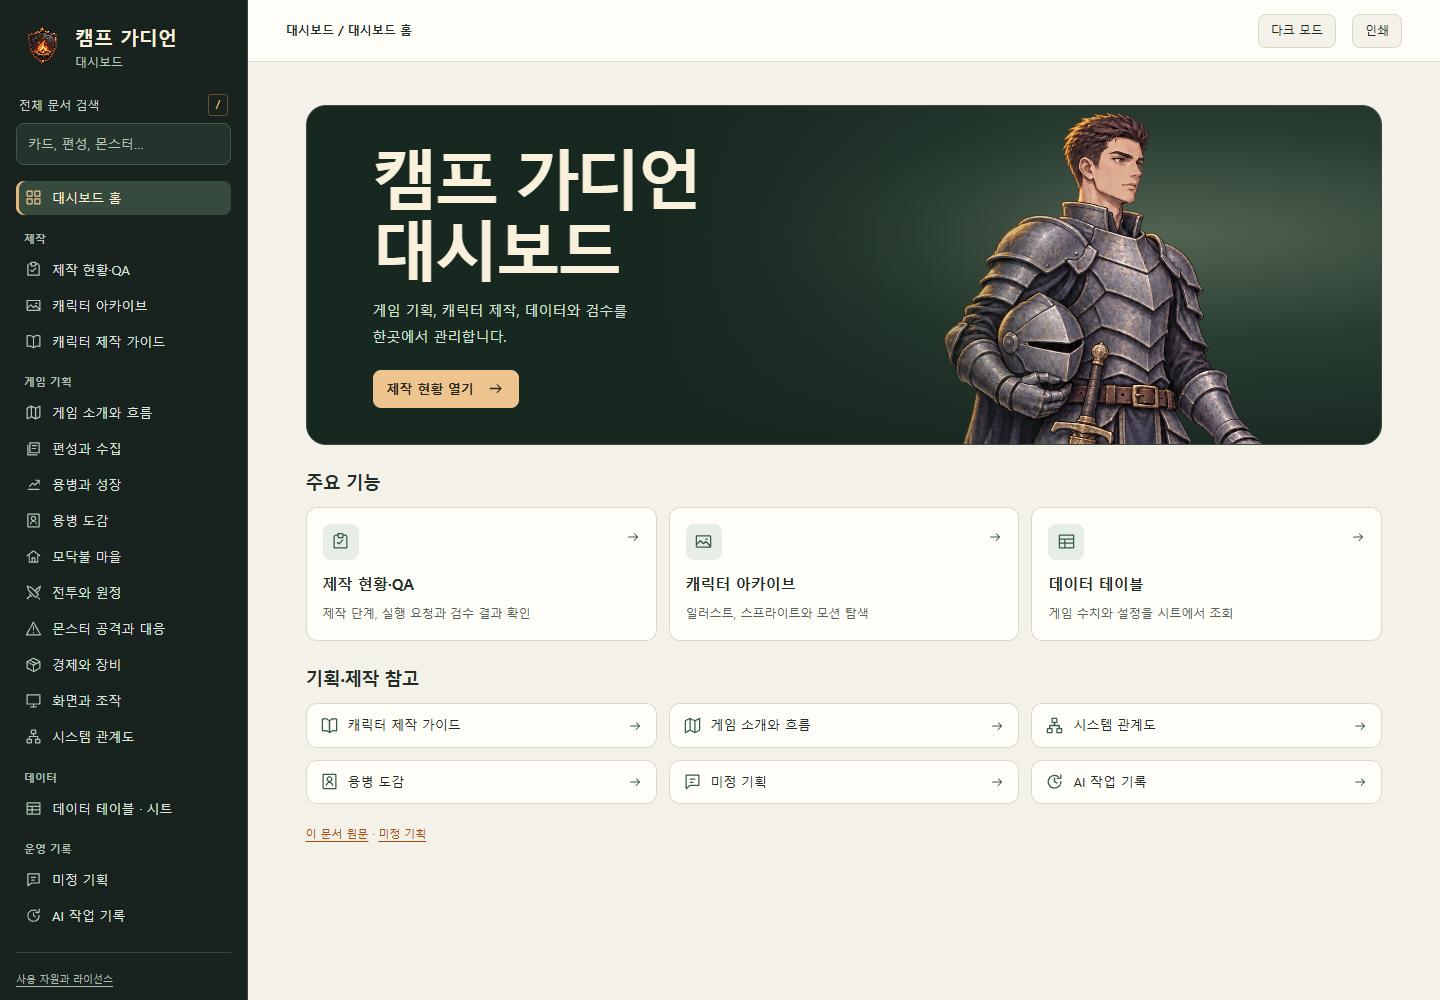 캠프 가디언
대시보드
전체 문서 검색
/
카드, 편성, 몬스터...
대시보드 홈
제작
제작 현황·QA
캐릭터 아카이브
캐릭터 제작 가이드
게임 기획
게임 소개와 흐름
편성과 수집
용병과 성장
용병 도감
모닥불 마을
전투와 원정
몬스터 공격과 대응
경제와 장비
화면과 조작
시스템 관계도
데이터
데이터 테이블 · 시트
운영 기록
미정 기획
AI 작업 기록
사용 자원과 라이선스
대시보드 / 대시보드 홈
다크 모드
인쇄
캠프 가디언
대시보드
게임 기획, 캐릭터 제작, 데이터와 검수를
한곳에서 관리합니다.
제작 현황 열기 →
주요 기능
→
제작 현황·QA
제작 단계, 실행 요청과 검수 결과 확인
→
캐릭터 아카이브
일러스트, 스프라이트와 모션 탐색
→
데이터 테이블
게임 수치와 설정을 시트에서 조회
기획·제작 참고
캐릭터 제작 가이드 →
게임 소개와 흐름 →
시스템 관계도 →
용병 도감 →
미정 기획 →
AI 작업 기록 →
이 문서 원문 · 미정 기획